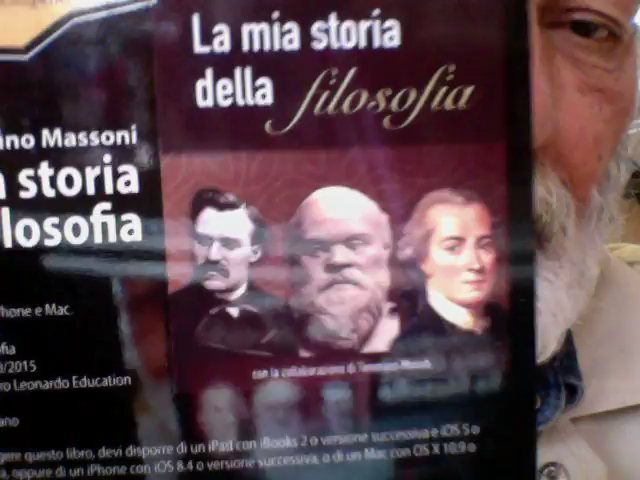 La mia storia
della filosofia
ino Massoni
storia
losofia
hone e Mac.
fia
/2015
ro Leonardo Education
ano
con la collaborazione di
gere questo libro, devi disporre di un iPad con iBooks 2 o versione successiva e iOS 5 o
a, oppure di un iPhone con iOS 8.4 o versione successiva, o di un Mac con OS X 10.9 o